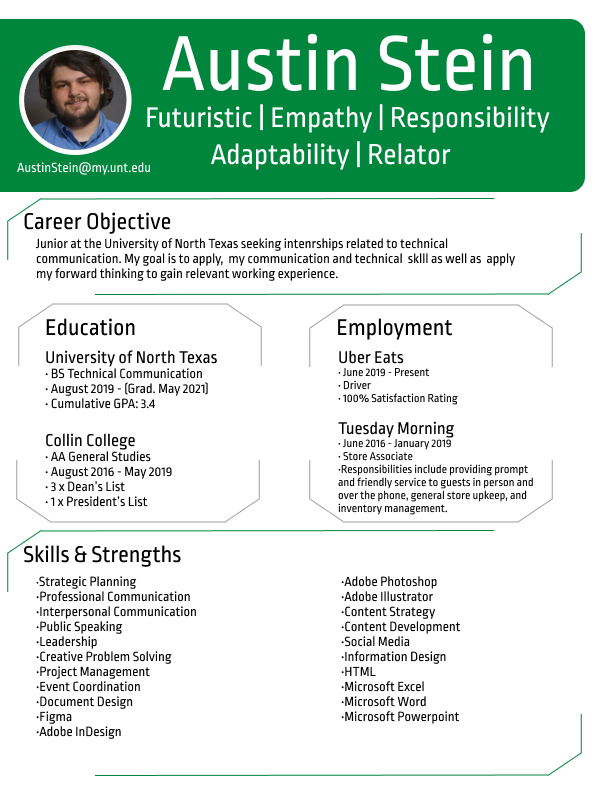 Austin Stein
Futuristic | Empathy | Responsibility
Adaptability | Relator
AustinStein@my.unt.edu
Career Objective
Junior at the University of North Texas seeking intenrships related to technical
communication. My goal is to apply, my communication and technical sklll as well as apply
my forward thinking to gain relevant working experience.
Education
University of North Texas
· BS Technical Communication
· August 2019 - (Grad. May 2021)
· Cumulative GPA: 3.4
Collin College
· AA General Studies
· August 2016 - May 2019
· 3 x Dean's List
· 1 x President's List
Employment
Uber Eats
· June 2019 - Present
· Driver
· 100% Satisfaction Rating
Tuesday Morning
· June 2016 - January 2019
· Store Associate
·Responsibilities include providing prompt
and friendly service to guests in person and
over the phone, general store upkeep, and
inventory management.
Skills & Strengths
·Strategic Planning
·Professional Communication
·Interpersonal Communication
·Public Speaking
·Leadership
·Creative Problem Solving
·Project Management
·Event Coordination
·Document Design
·Figma
·Adobe InDesign
·Adobe Photoshop
·Adobe Illustrator
·Content Strategy
·Content Development
·Social Media
·Information Design
·HTML
·Microsoft Excel
·Microsoft Word
·Microsoft Powerpoint